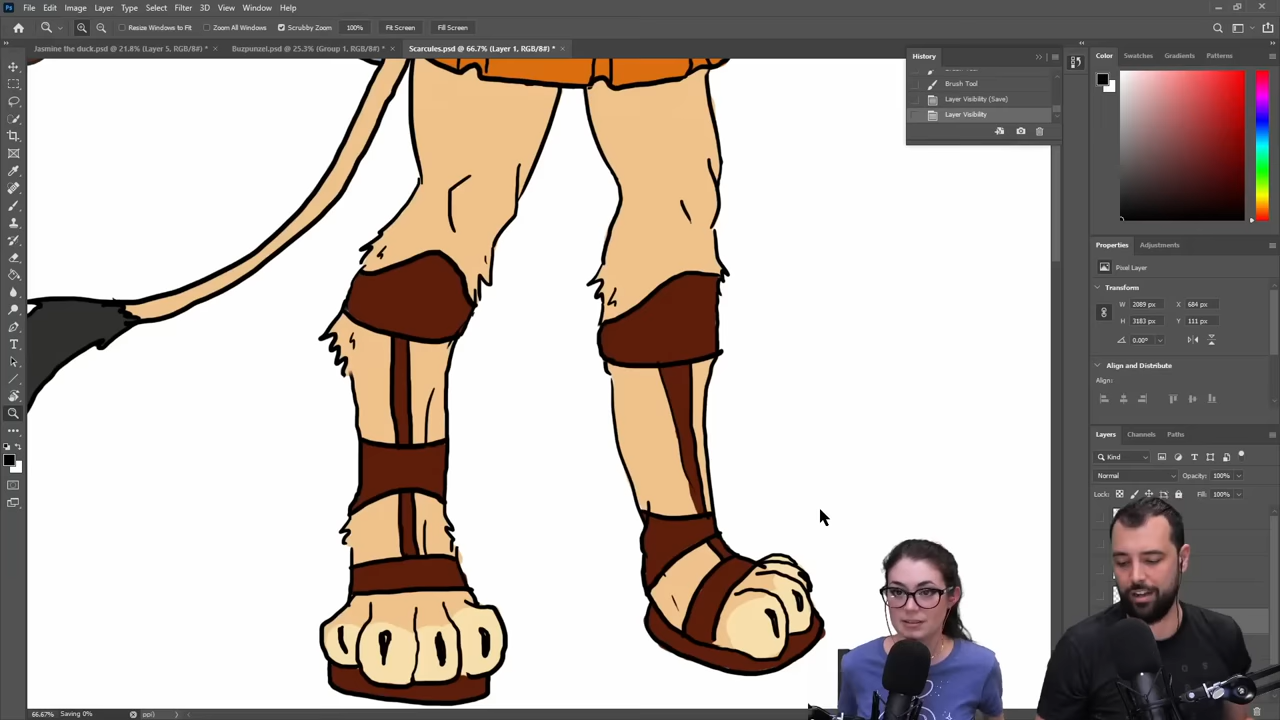 File Edit Image Layer Type Select Filter 3D View Window Help
Resize Windows to Fit Zoom All Windows Scrubby Zoom 100% Fit Screen Fill Screen
Jasmine the duck.psd @ 21.8% (Layer 5, RGB/8#) * Buzpunzel.psd @ 25.3% (Group 1, RGB/8#) * Scarcules.psd @ 66.7% (Layer 1, RGB/8#) *
History
Brush Tool
Brush Tool
Layer Visibility (Save)
Layer Visibility
Color Swatches Gradients Patterns
Properties Adjustments
Pixel Layer
Transform
W 2089 px X 684 px
H 3183 px Y 111 px
0.00°
Align and Distribute
Align:
Layers Channels Paths
Kind
Normal Opacity: 100%
Lock: Fill: 100%
66.67% Saving 0% ppi)